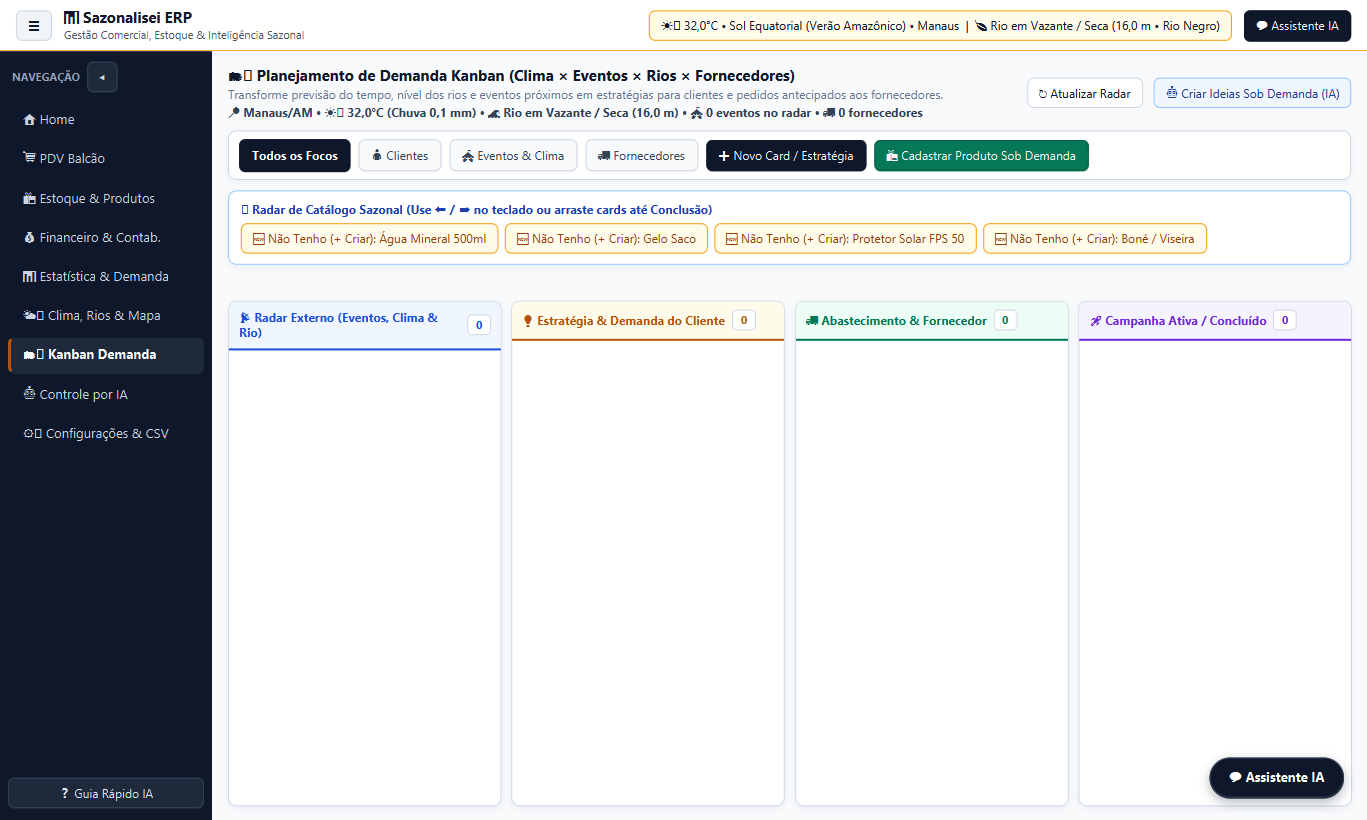 Sazonalisei ERP
Gestão Comercial, Estoque & Inteligência Sazonal
32,0°C • Sol Equatorial (Verão Amazônico) • Manaus | Rio em Vazante / Seca (16,0 m • Rio Negro)
Assistente IA
NAVEGAÇÃO
Home
PDV Balcão
Estoque & Produtos
Financeiro & Contab.
Estatística & Demanda
Clima, Rios & Mapa
Kanban Demanda
Controle por IA
Configurações & CSV
? Guia Rápido IA
Planejamento de Demanda Kanban (Clima × Eventos × Rios × Fornecedores)
Transforme previsão do tempo, nível dos rios e eventos próximos em estratégias para clientes e pedidos antecipados aos fornecedores.
Manaus/AM • 32,0°C (Chuva 0,1 mm) • Rio em Vazante / Seca (16,0 m) • 0 eventos no radar • 0 fornecedores
Atualizar Radar
Criar Ideias Sob Demanda (IA)
Todos os Focos
Clientes
Eventos & Clima
Fornecedores
+ Novo Card / Estratégia
Cadastrar Produto Sob Demanda
Radar de Catálogo Sazonal (Use ⬅ / ➡ no teclado ou arraste cards até Conclusão)
NEW Não Tenho (+ Criar): Água Mineral 500ml
NEW Não Tenho (+ Criar): Gelo Saco
NEW Não Tenho (+ Criar): Protetor Solar FPS 50
NEW Não Tenho (+ Criar): Boné / Viseira
Radar Externo (Eventos, Clima &
Rio)
0
Estratégia & Demanda do Cliente 0
Abastecimento & Fornecedor 0
Campanha Ativa / Concluído 0
Assistente IA